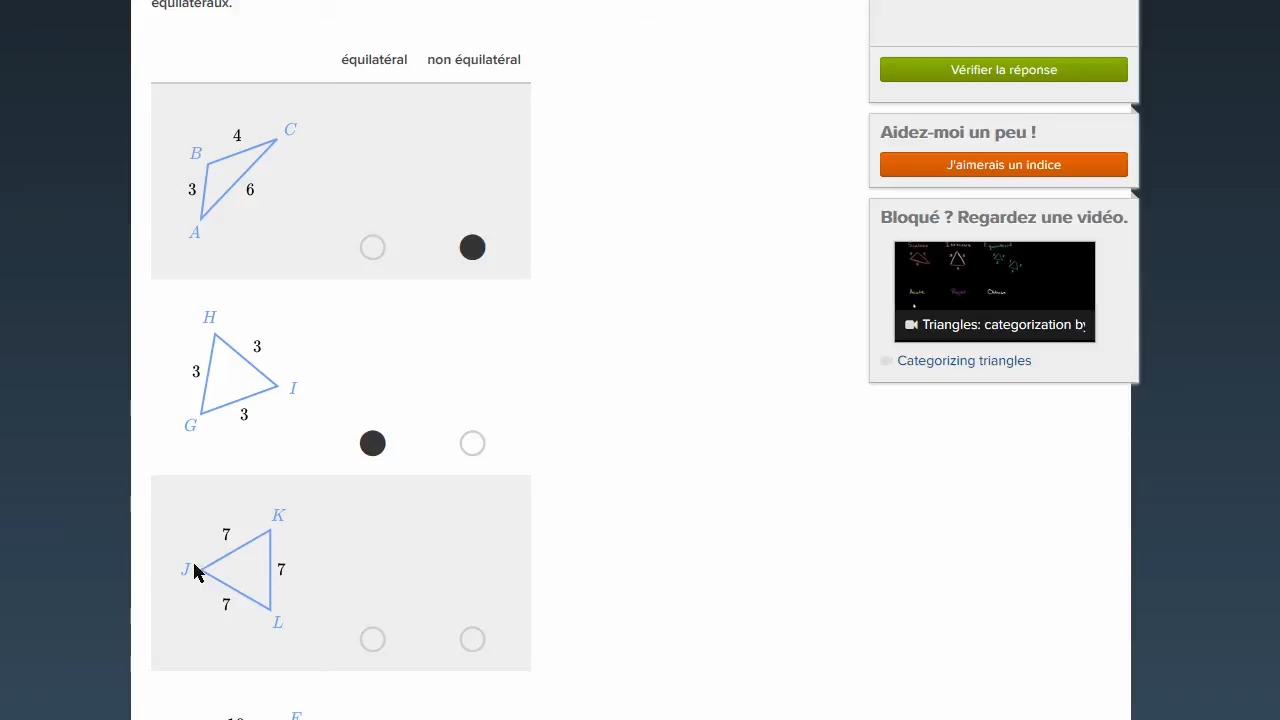 équilatéraux.
équilatéral non équilatéral
4
C
B
3
6
A
H
3
3
I
3
G
K
7
J
7
7
L
E
Vérifier la réponse
Aidez-moi un peu !
J'aimerais un indice
Bloqué ? Regardez une vidéo.
Triangles: categorization by
Categorizing triangles